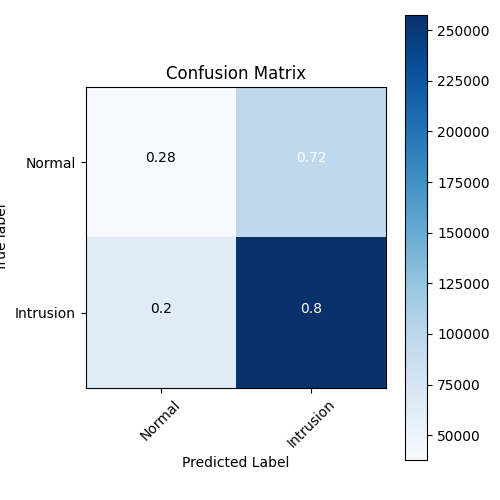 Confusion Matrix
Normal
0.28
0.72
Intrusion
0.2
0.8
Normal
Intrusion
Predicted Label
True label
250000
225000
200000
175000
150000
125000
100000
75000
50000